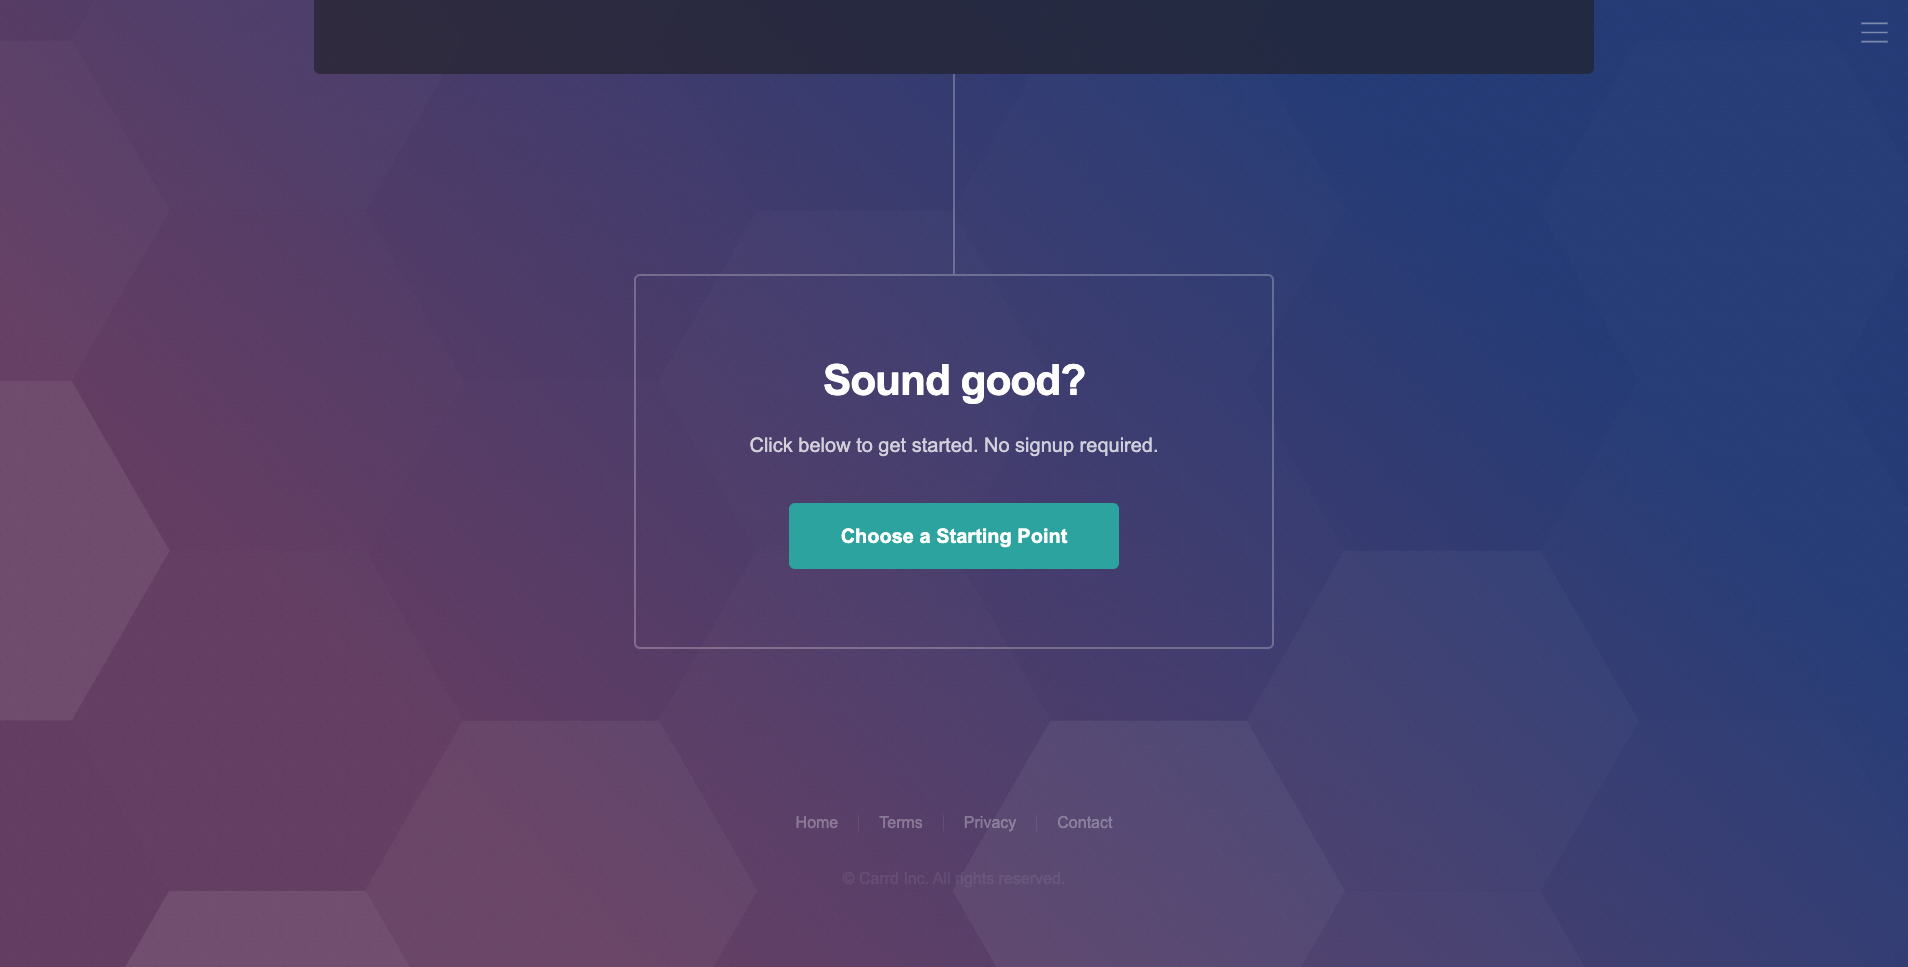 Sound good?
Click below to get started. No signup required.
Choose a Starting Point
Home
Terms
Privacy
Contact
© Carrd Inc. All rights reserved.